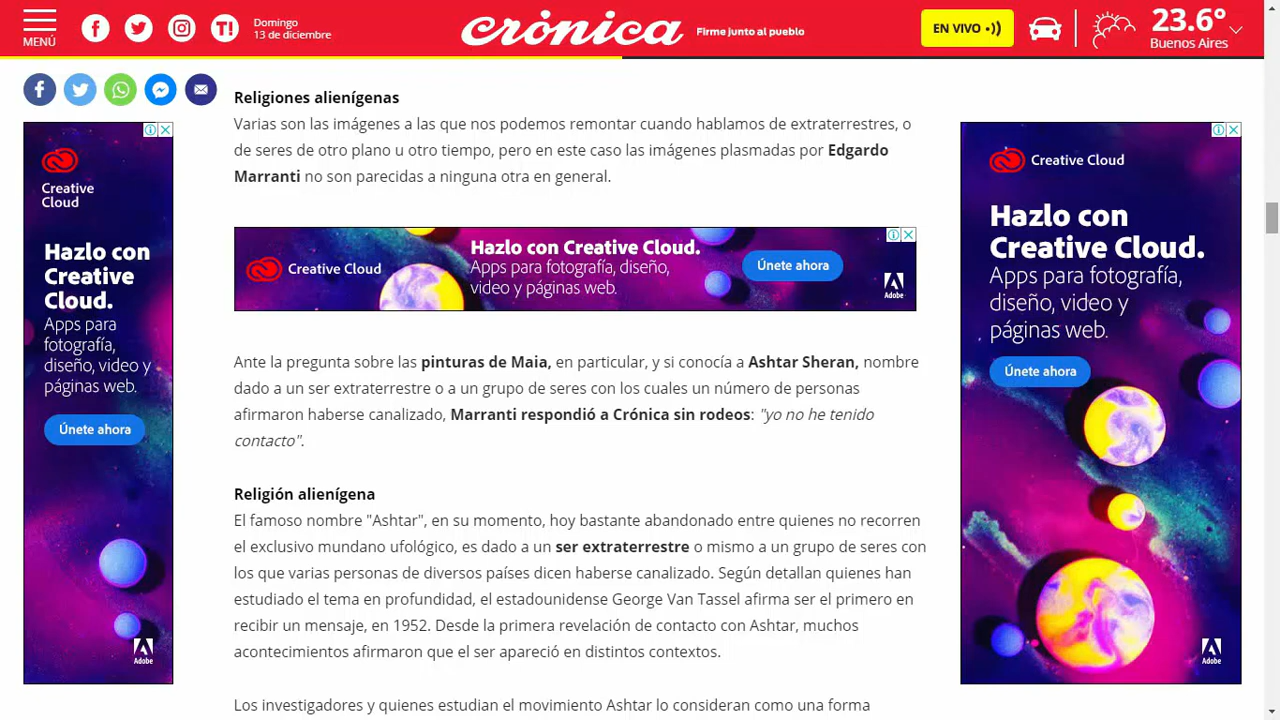 MENÚ
Domingo
13 de diciembre
crónica
Firme junto al pueblo
EN VIVO
23.6°
Buenos Aires
Religiones alienígenas
Varias son las imágenes a las que nos podemos remontar cuando hablamos de extraterrestres, o
de seres de otro plano u otro tiempo, pero en este caso las imágenes plasmadas por Edgardo
Marranti no son parecidas a ninguna otra en general.
Creative
Cloud
Hazlo con
Creative
Cloud.
Apps para
fotografía,
diseño, video y
páginas web.
Únete ahora
Adobe
Creative Cloud
Hazlo con Creative Cloud.
Apps para fotografía, diseño,
video y páginas web.
Únete ahora
Adobe
Creative Cloud
Hazlo con
Creative Cloud.
Apps para fotografía,
diseño, video y
páginas web.
Únete ahora
Adobe
Ante la pregunta sobre las pinturas de Maia, en particular, y si conocía a Ashtar Sheran, nombre
dado a un ser extraterrestre o a un grupo de seres con los cuales un número de personas
afirmaron haberse canalizado, Marranti respondió a Crónica sin rodeos: "yo no he tenido
contacto".
Religión alienígena
El famoso nombre "Ashtar", en su momento, hoy bastante abandonado entre quienes no recorren
el exclusivo mundano ufológico, es dado a un ser extraterrestre o mismo a un grupo de seres con
los que varias personas de diversos países dicen haberse canalizado. Según detallan quienes han
estudiado el tema en profundidad, el estadounidense George Van Tassel afirma ser el primero en
recibir un mensaje, en 1952. Desde la primera revelación de contacto con Ashtar, muchos
acontecimientos afirmaron que el ser apareció en distintos contextos.
Los investigadores y quienes estudian el movimiento Ashtar lo consideran como una forma